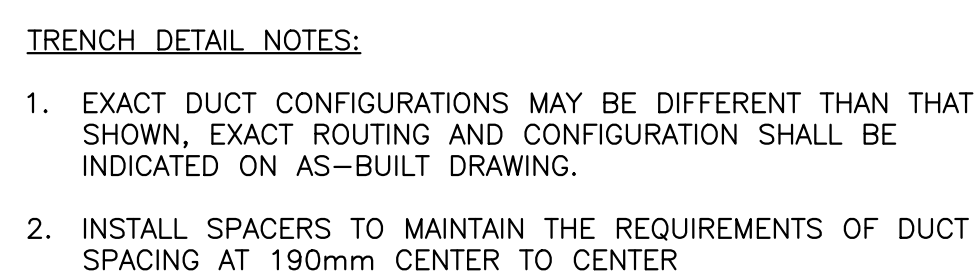 TRENCH DETAIL NOTES:
1. EXACT DUCT CONFIGURATIONS MAY BE DIFFERENT THAN THAT
SHOWN, EXACT ROUTING AND CONFIGURATION SHALL BE
INDICATED ON AS-BUILT DRAWING.
2. INSTALL SPACERS TO MAINTAIN THE REQUIREMENTS OF DUCT
SPACING AT 190mm CENTER TO CENTER